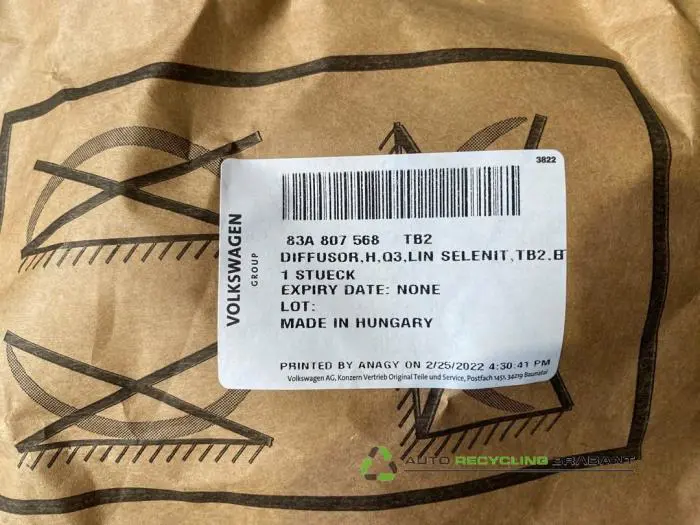 3822
VOLKSWAGEN
GROUP
83A 807 568 TB2
DIFFUSOR,H,Q3,LIN SELENIT,TB2,B
1 STUECK
EXPIRY DATE: NONE
LOT:
MADE IN HUNGARY
PRINTED BY ANAGY ON 2/25/2022 4:30:41 PM
Volkswagen AG, Konzern Vertrieb Original Teile und Service, Postfach 1451, 34219 Baunatal
AUTO RECYCLING BRABANT